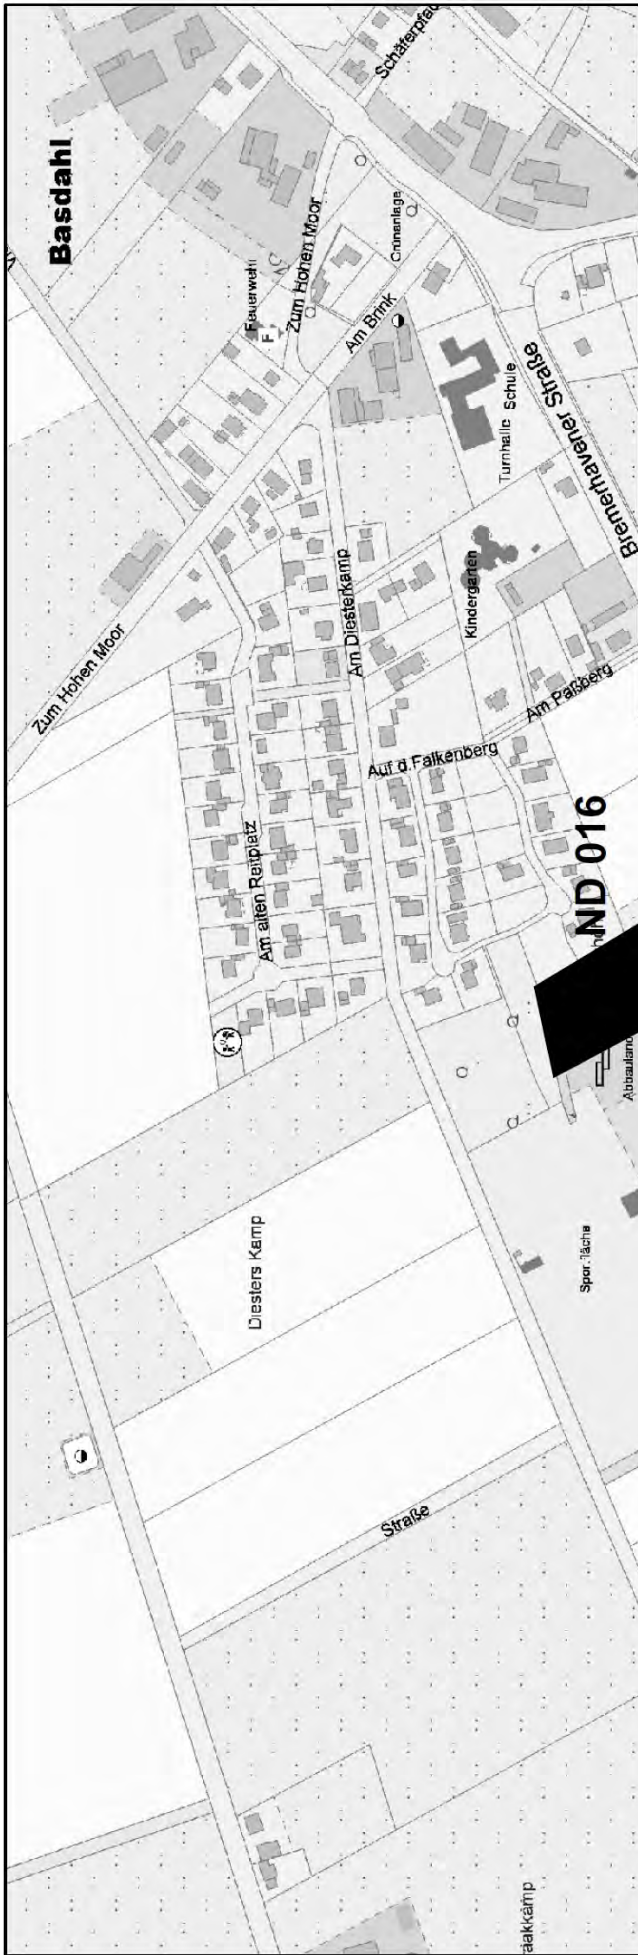 Basdahl
Schäferpfad
Feuerwehr
F
Zum Hohen Moor
Grünanlage
Am Brink
Turnhalle
Schule
Bremerhavener Straße
Zum Hohen Moor
Am Diesterkamp
Kindergarten
Am Paßberg
Auf d Falkenberg
Am alten Reitplatz
ND 016
Abbauland
Diesters Kamp
Straße